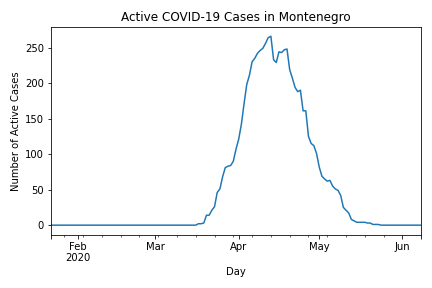 Active COVID-19 Cases in Montenegro
Number of Active Cases
250
200
150
100
50
0
Feb
2020
Mar
Apr
May
Jun
Day